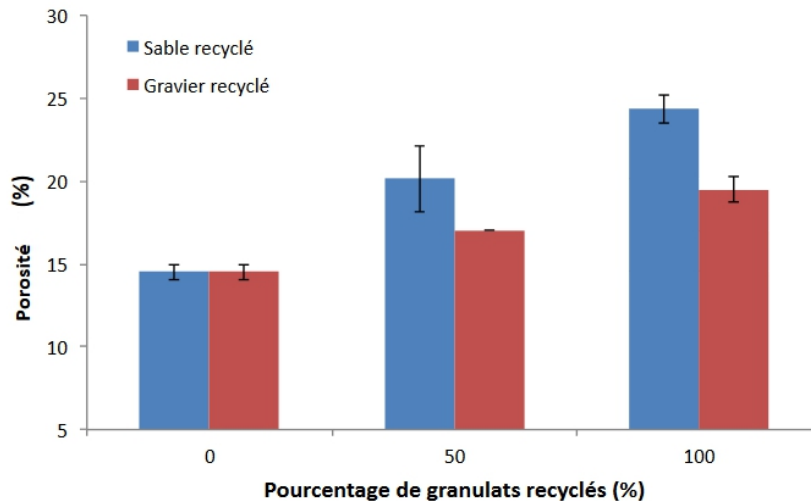 30
25
20
15
10
5
Porosité (%)
Sable recyclé
Gravier recyclé
0 50 100
Pourcentage de granulats recyclés (%)